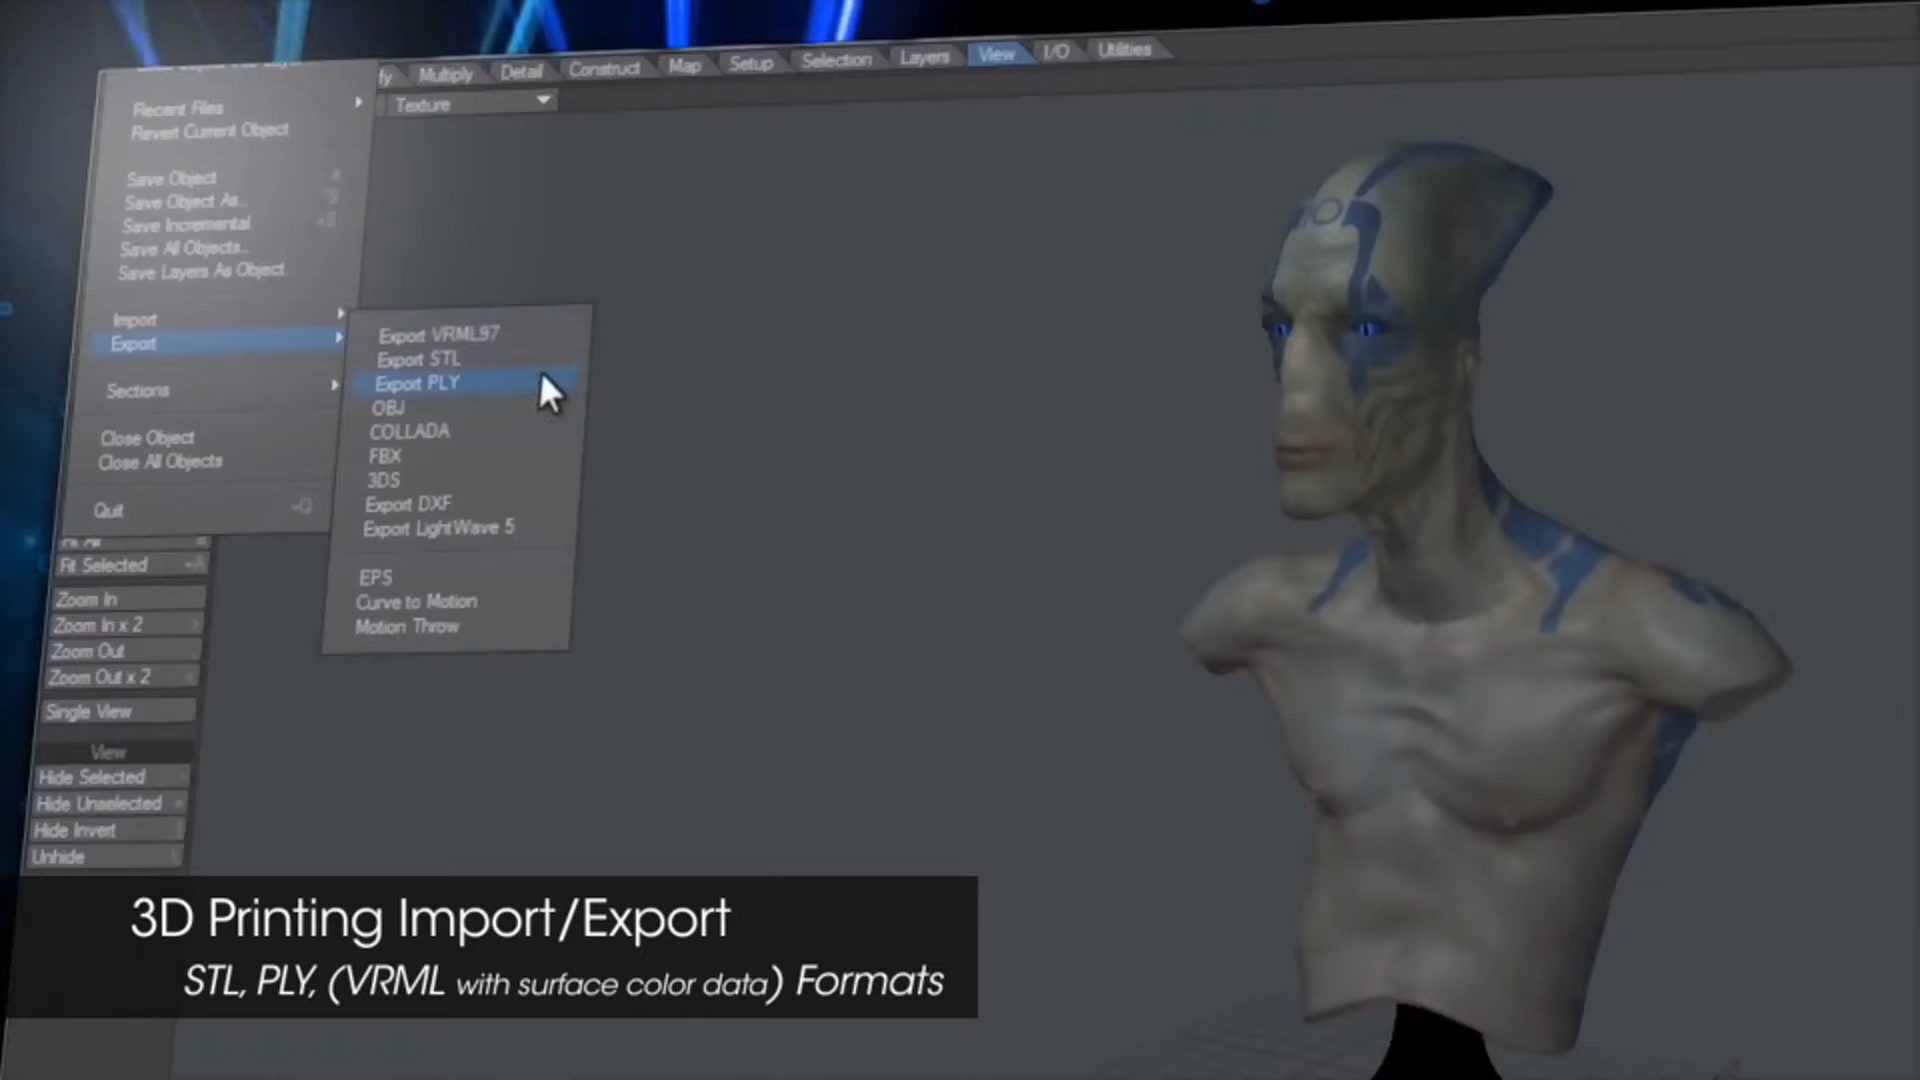 Multiply Detail Construct Map Setup Selection Layers View I/O Utilities
Texture
Recent Files
Revert Current Object
Save Object
Save Object As...
Save Incremental
Save All Objects...
Save Layers As Object
Import
Export
Sections
Close Object
Close All Objects
Quit
Export VRML97
Export STL
Export PLY
OBJ
COLLADA
FBX
3DS
Export DXF
Export LightWave 5
EPS
Curve to Motion
Motion Throw
Fit Selected
Zoom In
Zoom In x 2
Zoom Out
Zoom Out x 2
Single View
View
Hide Selected
Hide Unselected
Hide Invert
Unhide
3D Printing Import/Export
STL, PLY, (VRML with surface color data) Formats